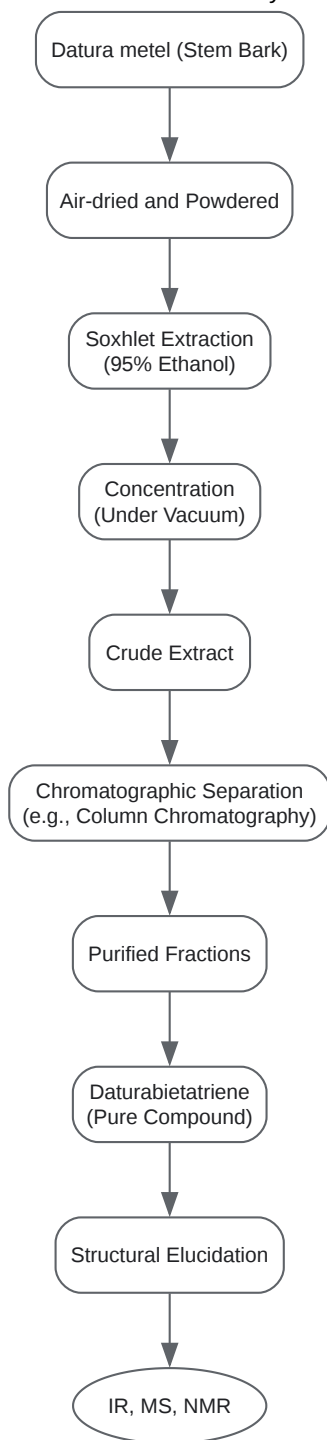 Datura metel (Stem Bark)
Air-dried and Powdered
Soxhlet Extraction
(95% Ethanol)
Concentration
(Under Vacuum)
Crude Extract
Chromatographic Separation
(e.g., Column Chromatography)
Purified Fractions
Daturabietatriene
(Pure Compound)
Structural Elucidation
IR, MS, NMR